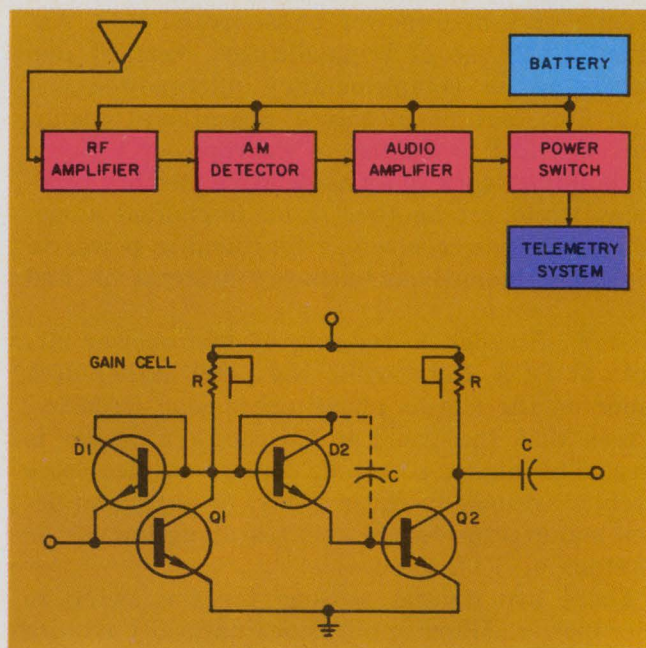 BATTERY
RF
AMPLIFIER
AM
DETECTOR
AUDIO
AMPLIFIER
POWER
SWITCH
TELEMETRY
SYSTEM
GAIN CELL
R
R
D1
D2
C
C
Q1
Q2